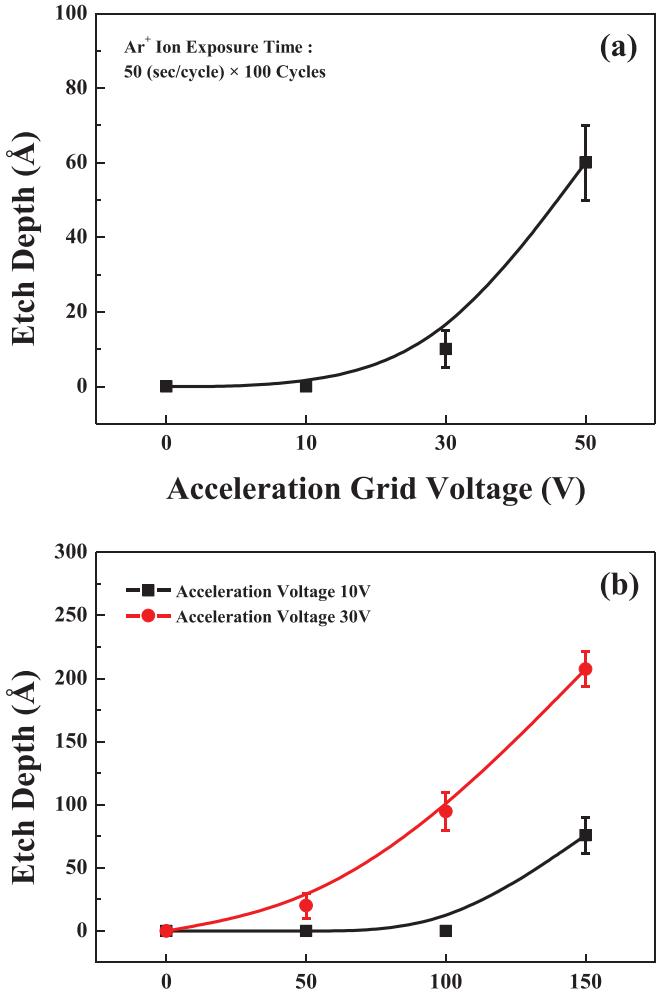 100
(a)
Ar+ Ion Exposure Time :
50 (sec/cycle) × 100 Cycles
80
60
40
20
0
Etch Depth (Å)
0 10 30 50
Acceleration Grid Voltage (V)
300
(b)
Acceleration Voltage 10V
Acceleration Voltage 30V
250
200
150
100
50
0
Etch Depth (Å)
0 50 100 150